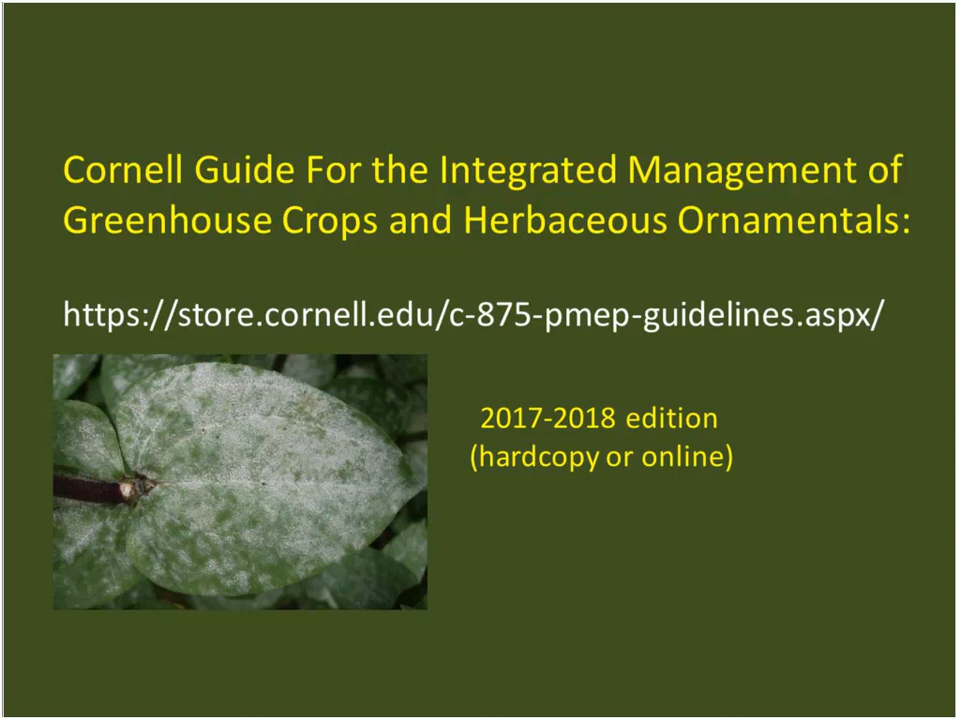 Cornell Guide For the Integrated Management of
Greenhouse Crops and Herbaceous Ornamentals:
https://store.cornell.edu/c-875-pmep-guidelines.aspx/
2017-2018 edition
(hardcopy or online)